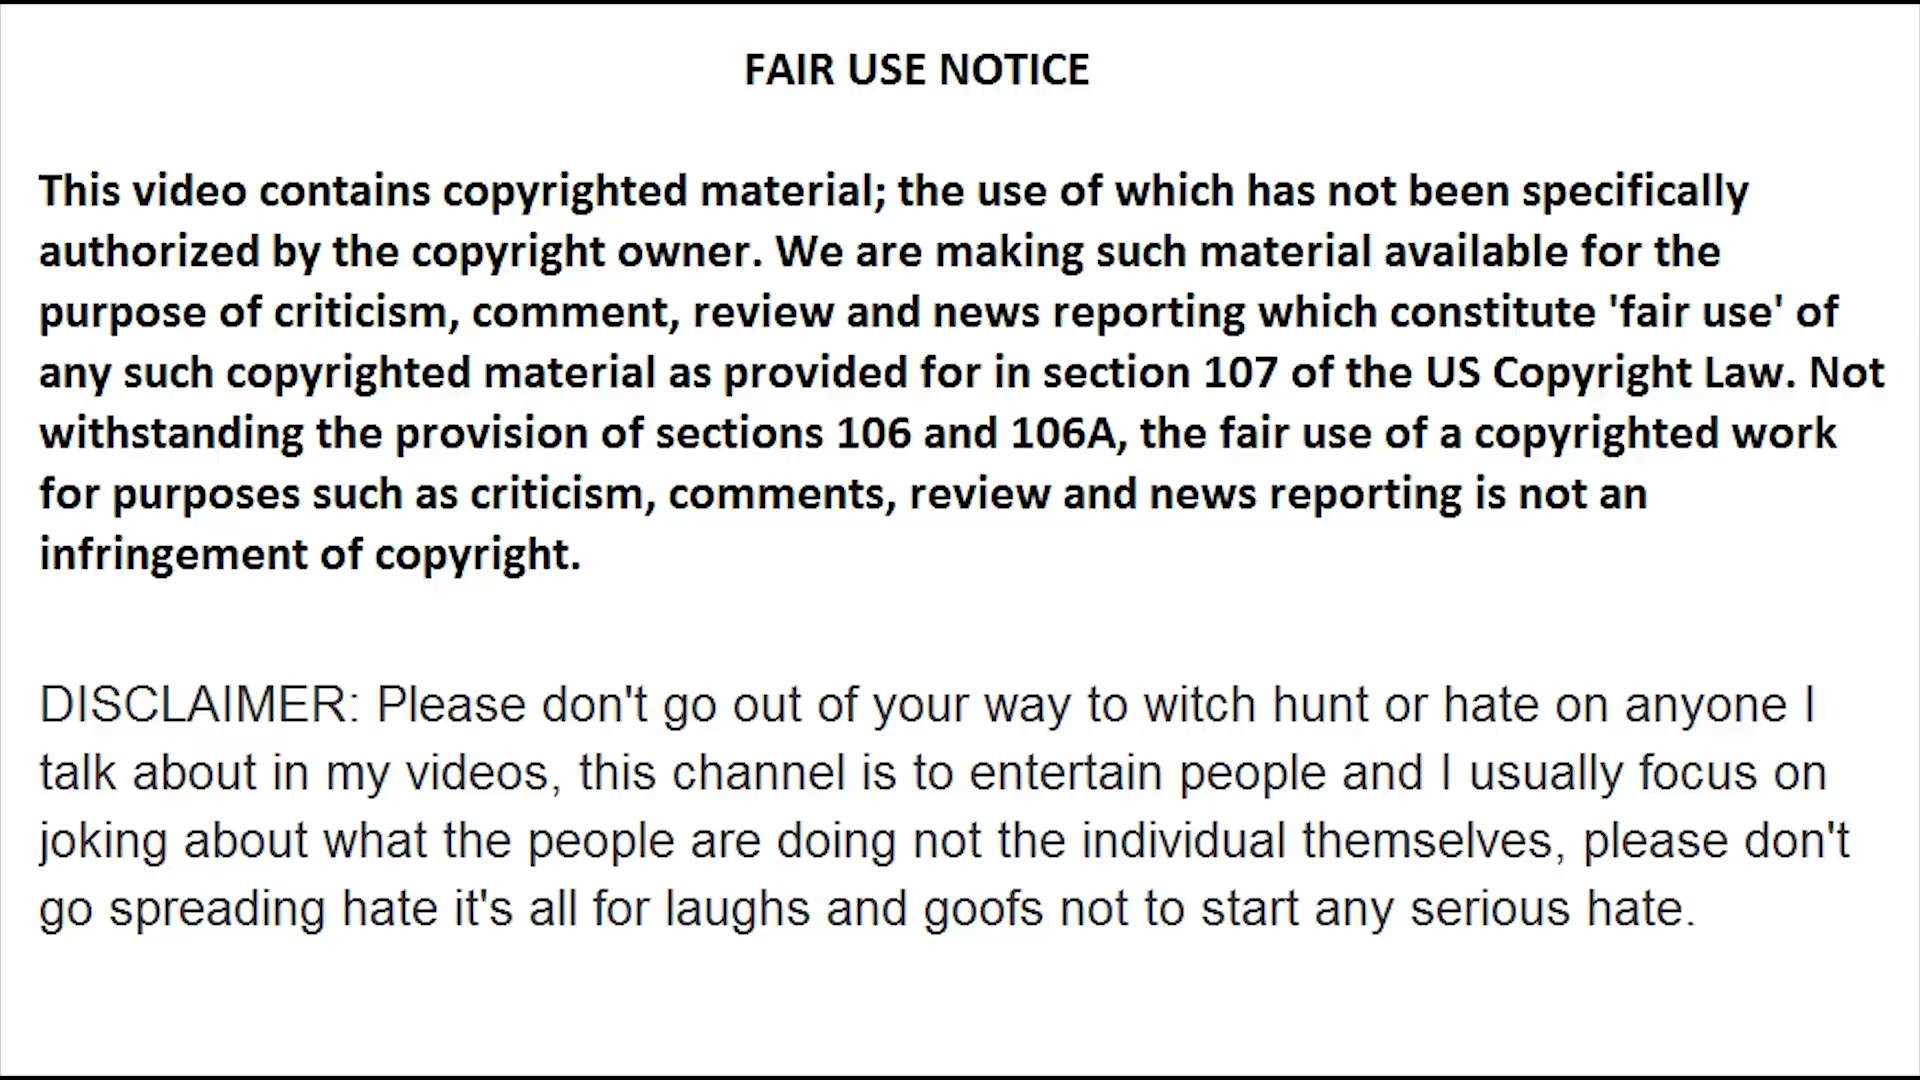 FAIR USE NOTICE
This video contains copyrighted material; the use of which has not been specifically
authorized by the copyright owner. We are making such material available for the
purpose of criticism, comment, review and news reporting which constitute 'fair use' of
any such copyrighted material as provided for in section 107 of the US Copyright Law. Not
withstanding the provision of sections 106 and 106A, the fair use of a copyrighted work
for purposes such as criticism, comments, review and news reporting is not an
infringement of copyright.
DISCLAIMER: Please don't go out of your way to witch hunt or hate on anyone I
talk about in my videos, this channel is to entertain people and I usually focus on
joking about what the people are doing not the individual themselves, please don't
go spreading hate it's all for laughs and goofs not to start any serious hate.